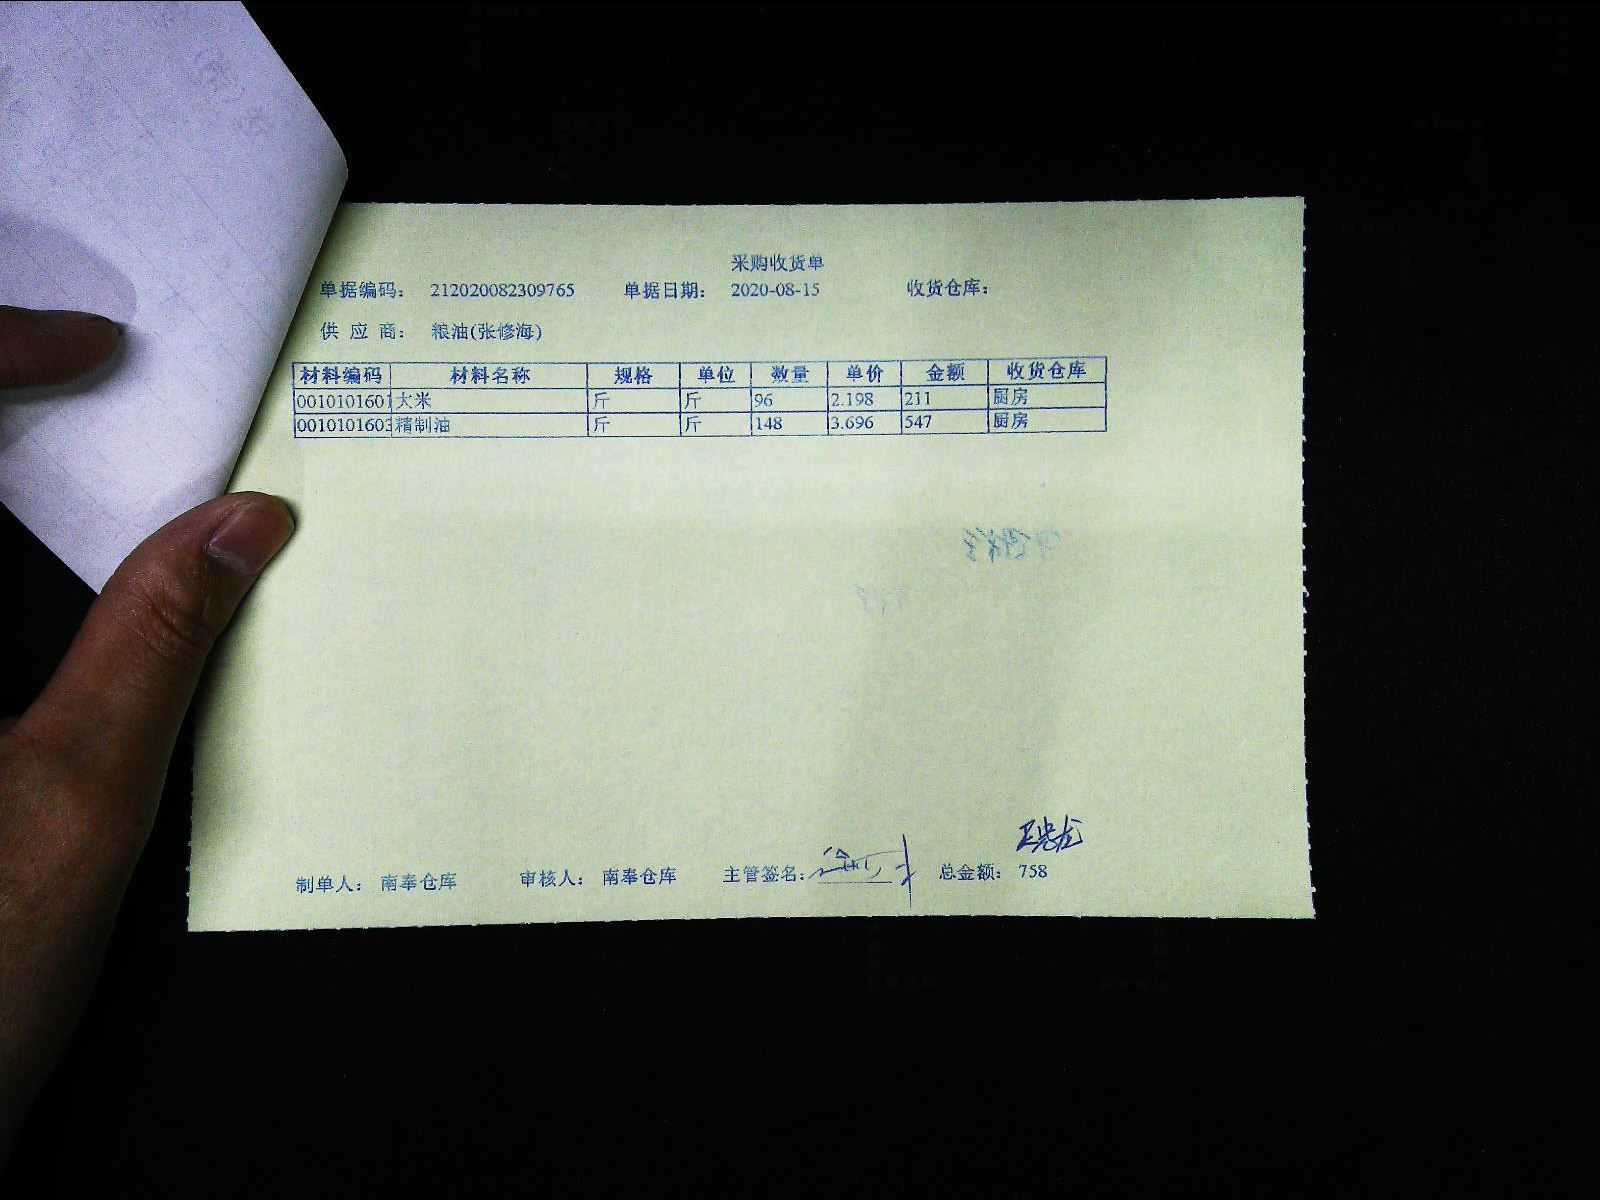 采购收货单
单据编码： 212020082309765 单据日期： 2020-08-15 收货仓库：
供 应 商： 粮油(张修海)
材料编码 材料名称 规格 单位 数量 单价 金额 收货仓库
0010101601 大米 斤 斤 96 2.198 211 厨房
0010101603 精制油 斤 斤 148 3.696 547 厨房
王忠龙
制单人： 南奉仓库 审核人： 南奉仓库 主管签名： 总金额： 758